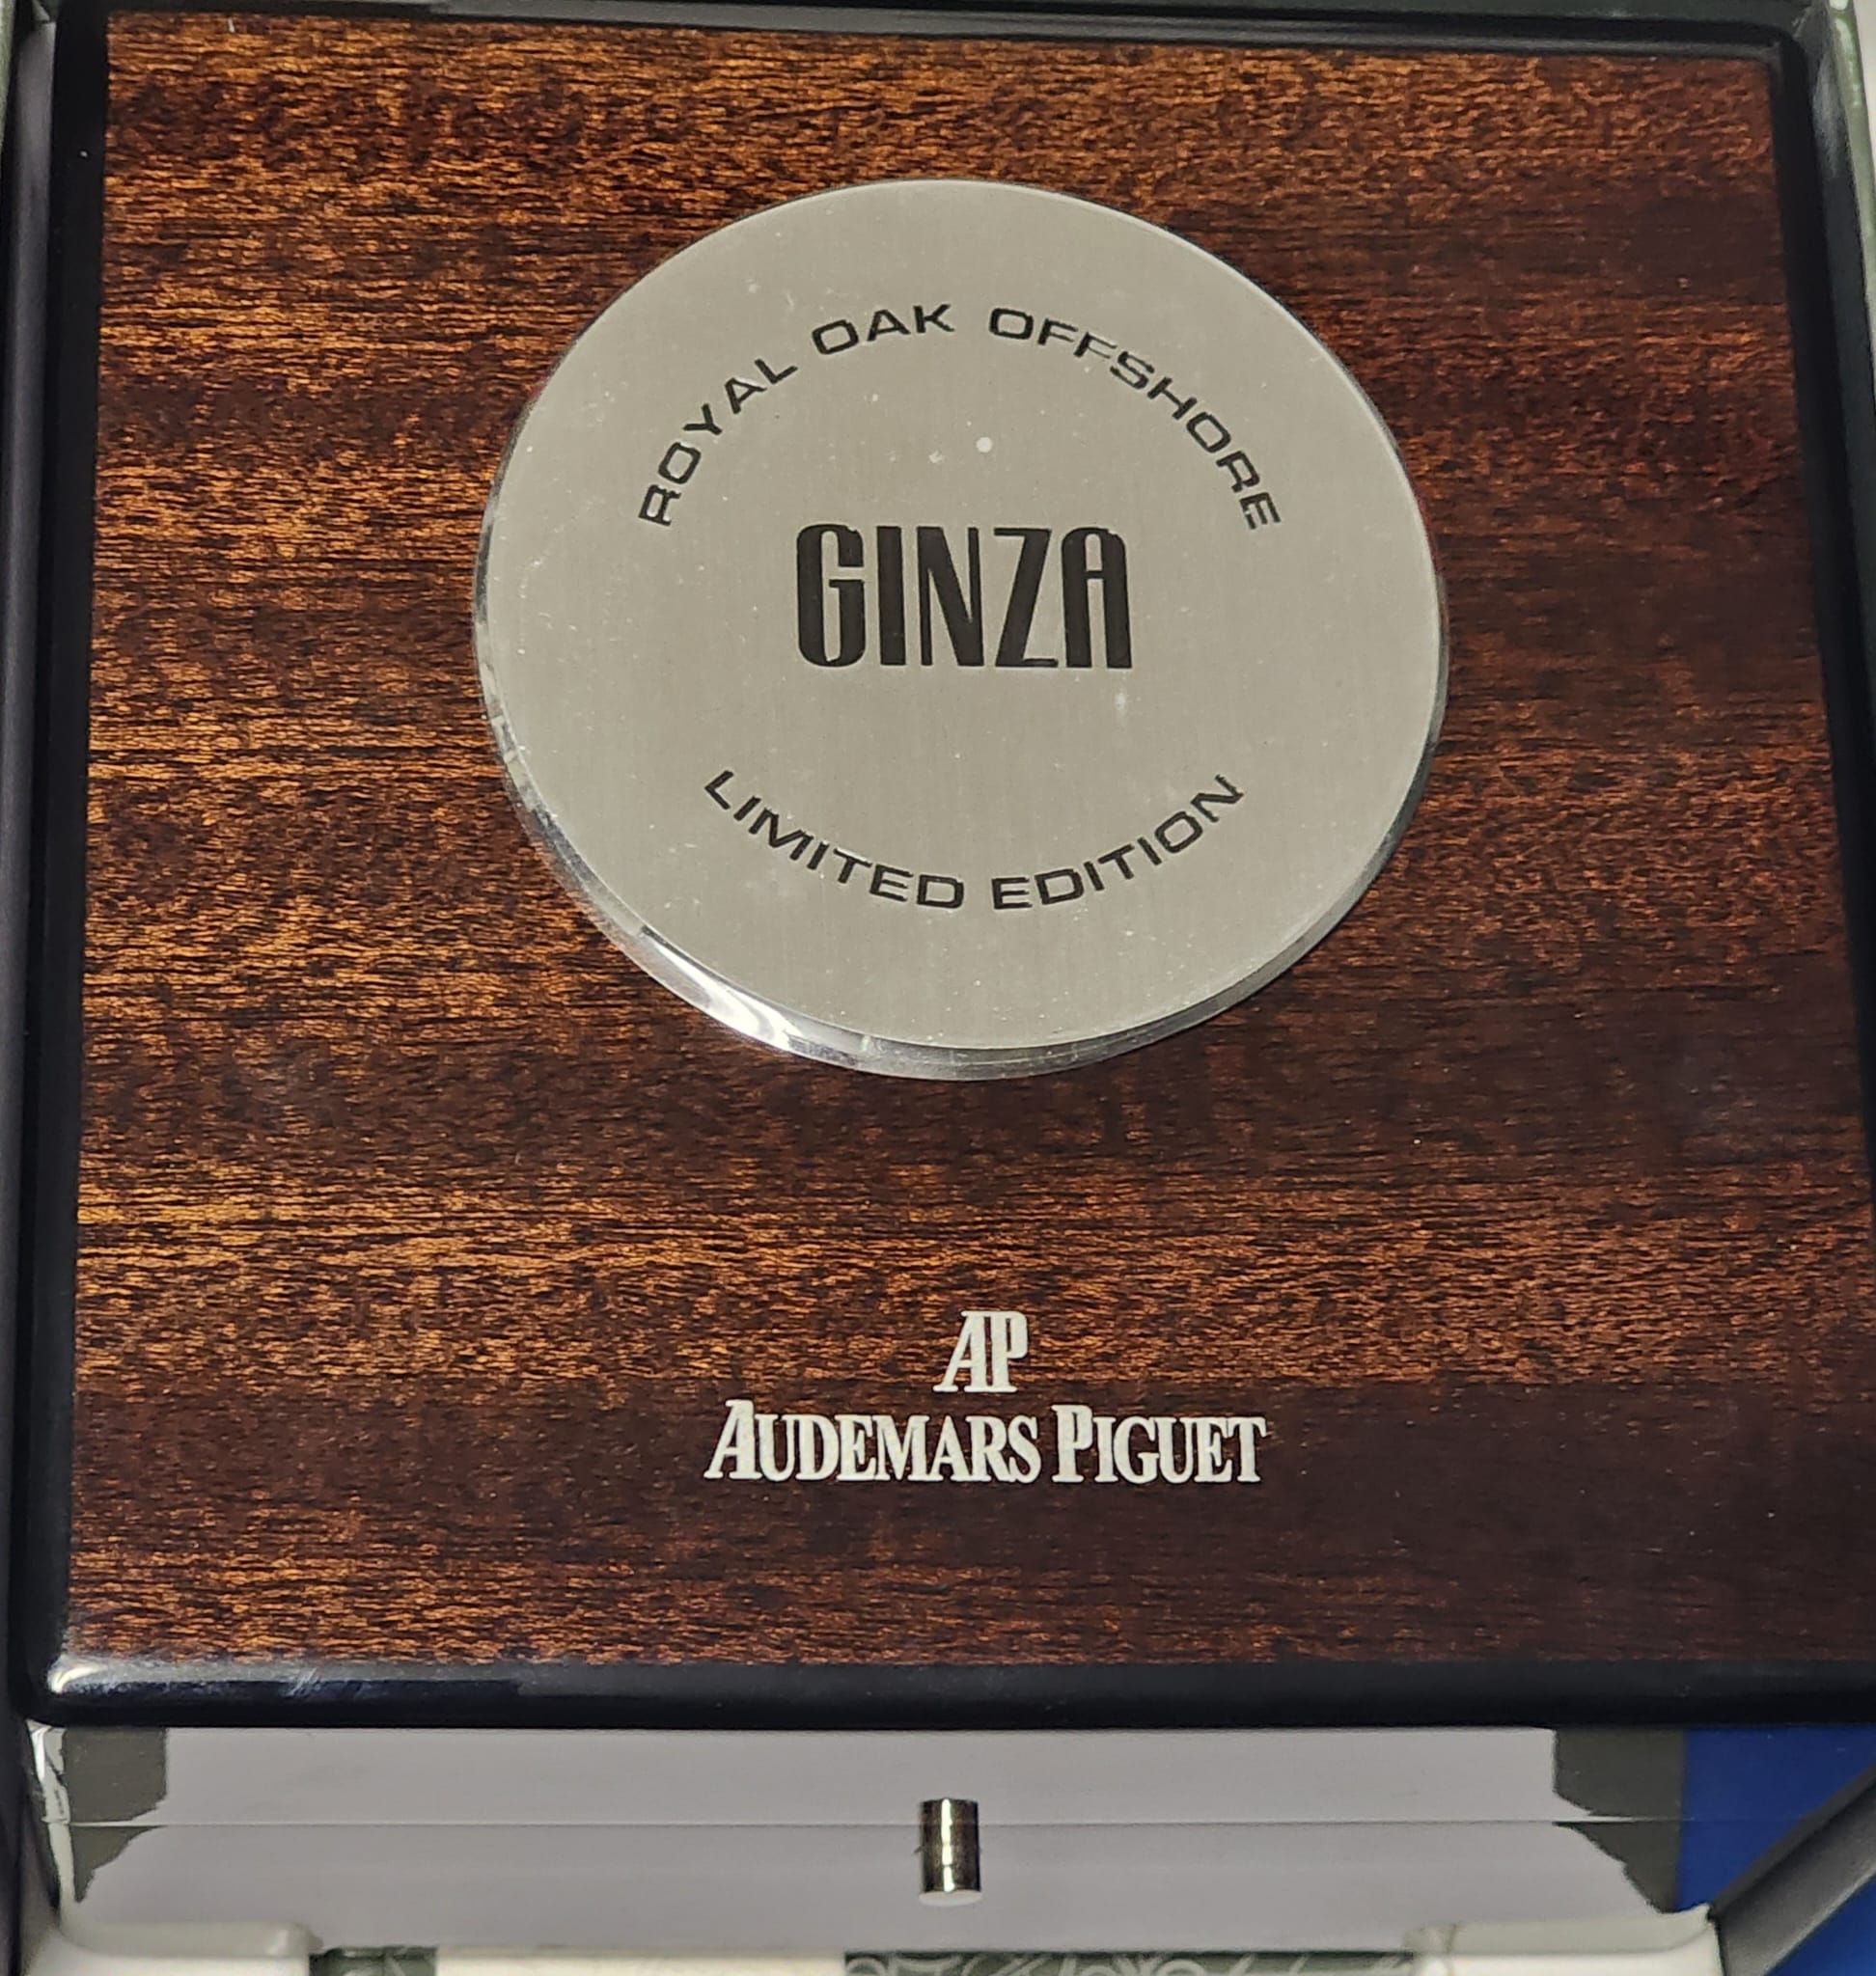 ROYAL OAK OFFSHORE
GINZA
LIMITED EDITION
AP
AUDEMARS PIGUET